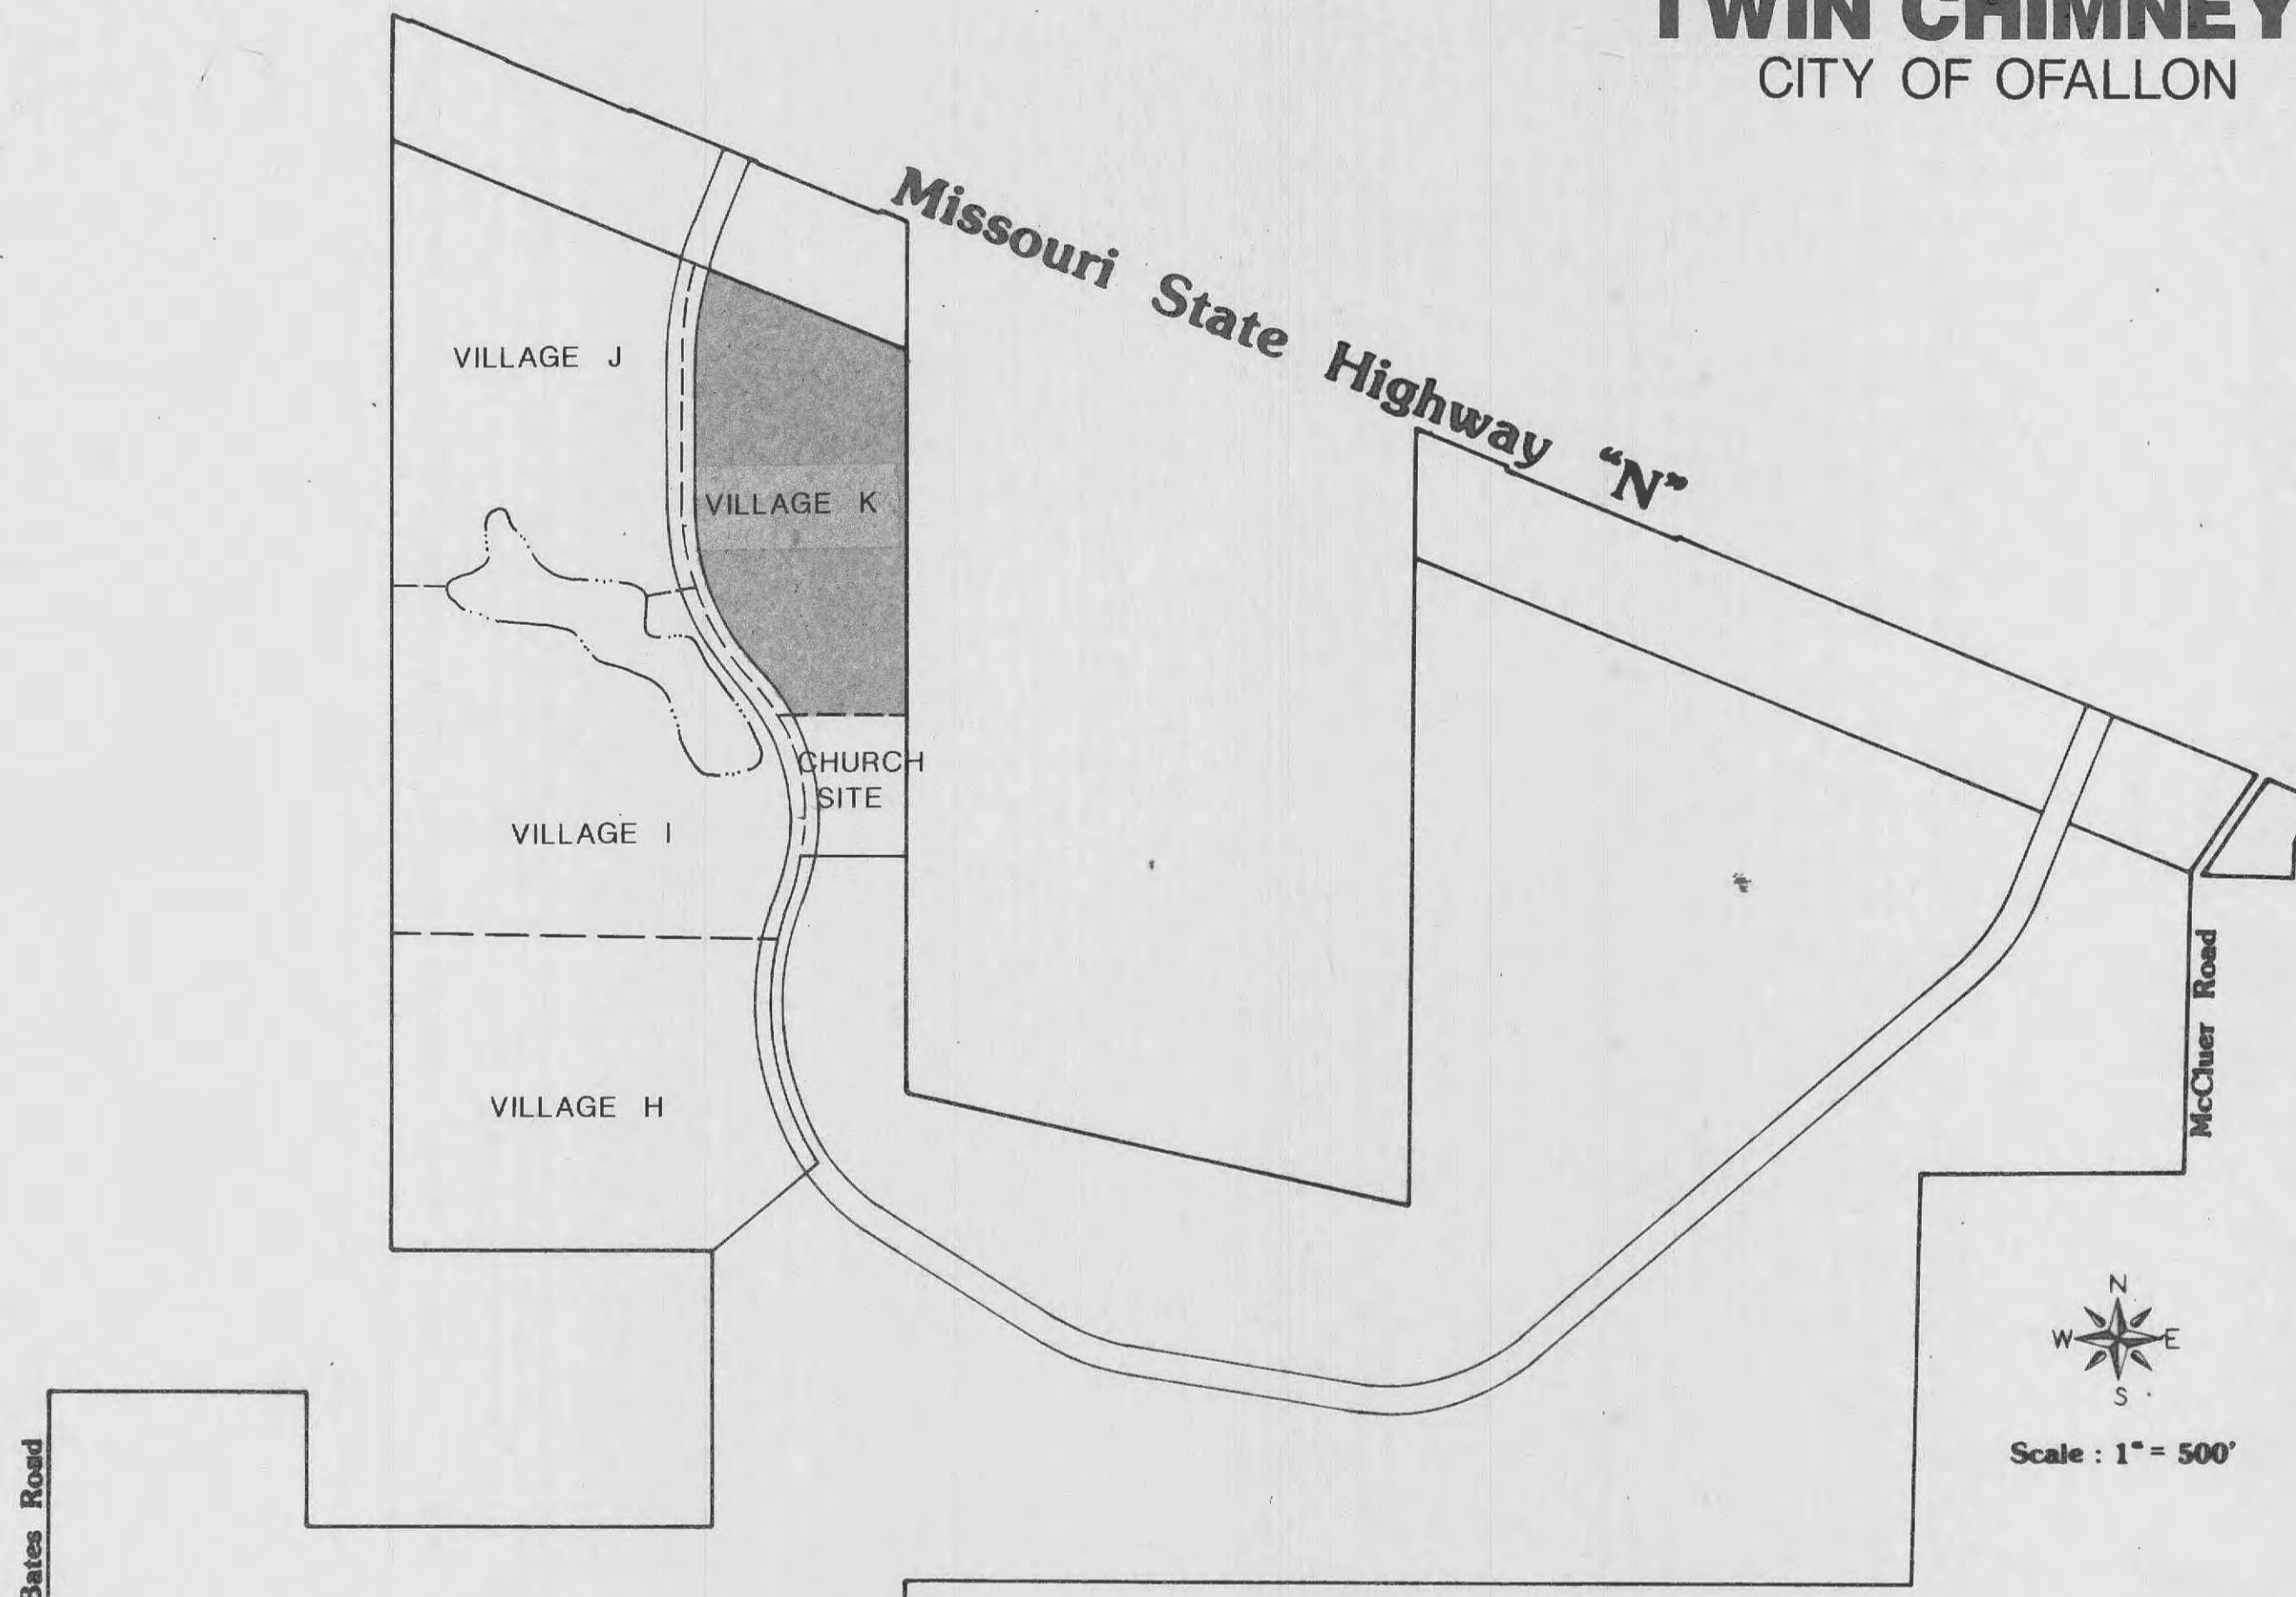 TWIN CHIMNEY
CITY OF OFALLON
Missouri State Highway “N”
VILLAGE J
VILLAGE K
CHURCH
SITE
VILLAGE I
McCluer Road
VILLAGE H
N
W E
S
Scale : 1" = 500'
Bates Road